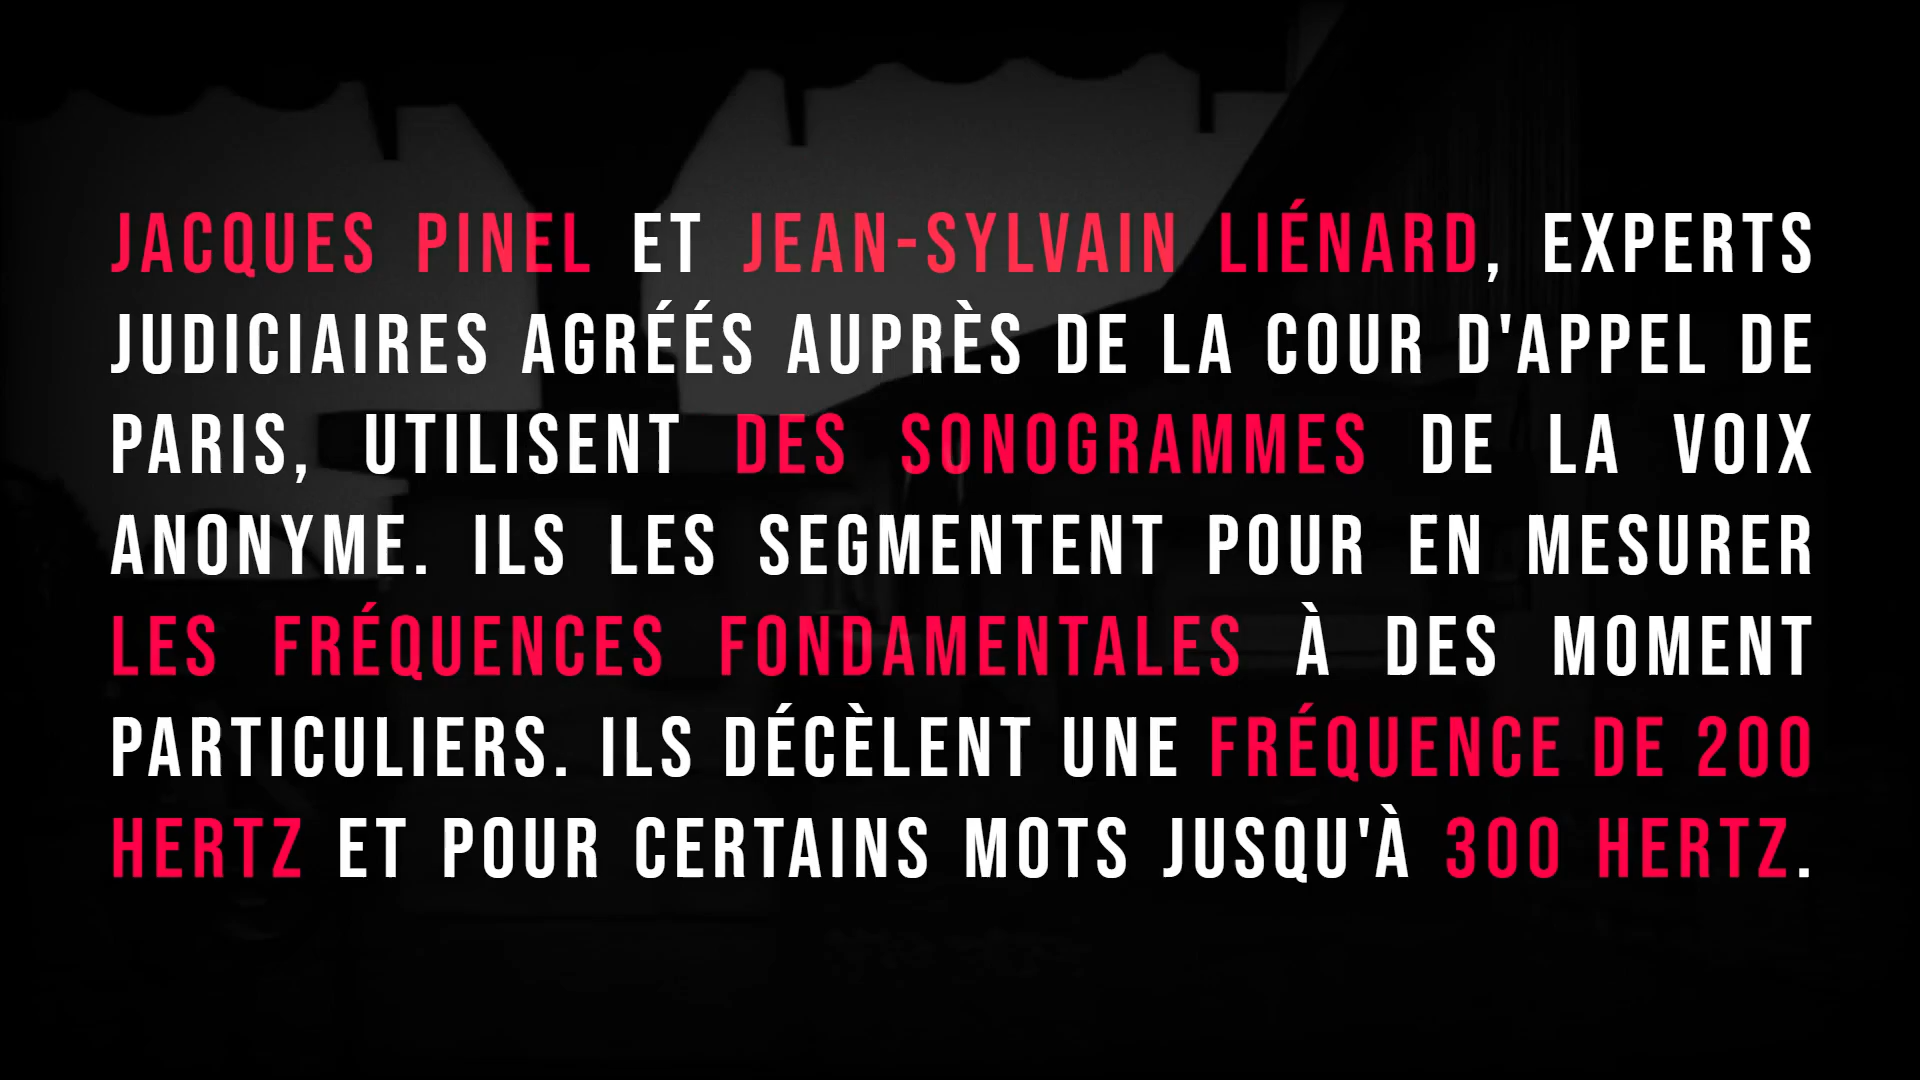 JACQUES PINEL ET JEAN-SYLVAIN LIÉNARD, EXPERTS
JUDICIAIRES AGRÉÉS AUPRÈS DE LA COUR D'APPEL DE
PARIS, UTILISENT DES SONOGRAMMES DE LA VOIX
ANONYME. ILS LES SEGMENTENT POUR EN MESURER
LES FRÉQUENCES FONDAMENTALES À DES MOMENT
PARTICULIERS. ILS DÉCÈLENT UNE FRÉQUENCE DE 200
HERTZ ET POUR CERTAINS MOTS JUSQU'À 300 HERTZ.